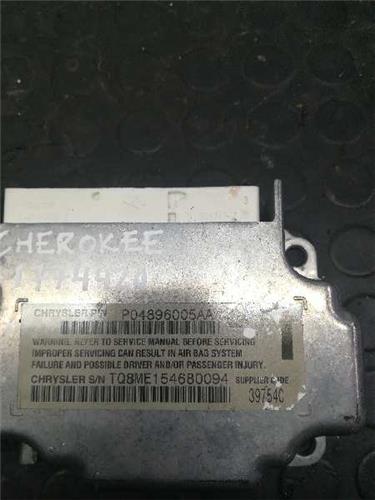 CHEROKEE
CHRYSLER P/N P04896005AA
WARNING, REFER TO SERVICE MANUAL BEFORE SERVICING
IMPROPER SERVICING CAN RESULT IN AIR BAG SYSTEM
FAILURE AND POSSIBLE DRIVER AND/OR PASSENGER INJURY.
CHRYSLER S/N TQ8ME154680094 SUPPLIER CODE
39754C